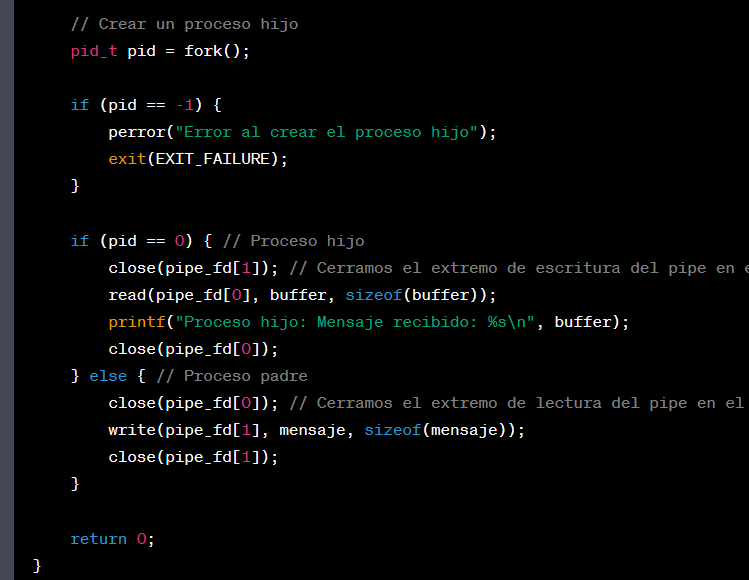 // Crear un proceso hijo
pid_t pid = fork();
if (pid == -1) {
perror("Error al crear el proceso hijo");
exit(EXIT_FAILURE);
}
if (pid == 0) { // Proceso hijo
close(pipe_fd[1]); // Cerramos el extremo de escritura del pipe en e
read(pipe_fd[0], buffer, sizeof(buffer));
printf("Proceso hijo: Mensaje recibido: %s\n", buffer);
close(pipe_fd[0]);
} else { // Proceso padre
close(pipe_fd[0]); // Cerramos el extremo de lectura del pipe en el
write(pipe_fd[1], mensaje, sizeof(mensaje));
close(pipe_fd[1]);
}
return 0;
}